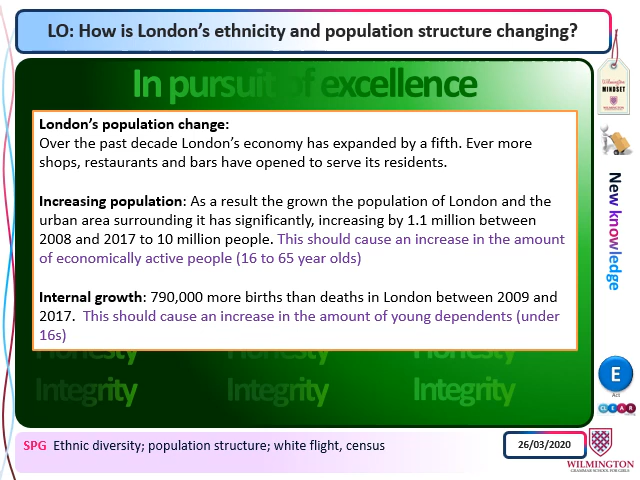 LO: How is London's ethnicity and population structure changing?
In pursuit of excellence
London's population change:
Over the past decade London's economy has expanded by a fifth. Ever more
shops, restaurants and bars have opened to serve its residents.
Increasing population: As a result the grown the population of London and the
urban area surrounding it has significantly, increasing by 1.1 million between
2008 and 2017 to 10 million people. This should cause an increase in the amount
of economically active people (16 to 65 year olds)
Internal growth: 790,000 more births than deaths in London between 2009 and
2017.  This should cause an increase in the amount of young dependents (under
16s)
Honesty Honesty Honesty
Integrity Integrity Integrity
MINDSET
New knowledge
E
Act
CLEAR
SPG Ethnic diversity; population structure; white flight, census
26/03/2020
WILMINGTON
GRAMMAR SCHOOL FOR GIRLS